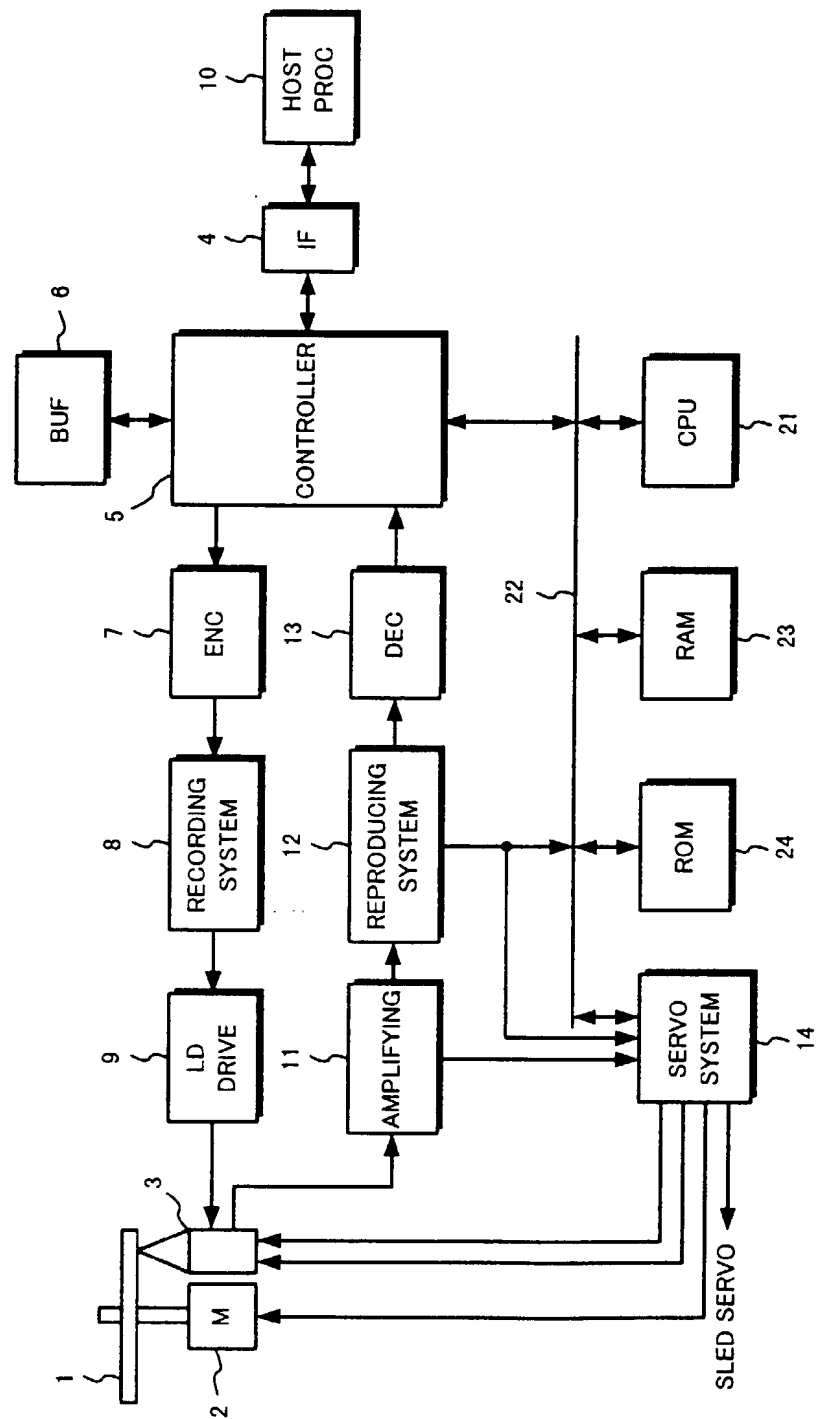 1
2
M
3
9
LD
DRIVE
8
RECORDING
SYSTEM
7
ENC
5
CONTROLLER
6
BUF
4
IF
10
HOST
PROC
11
AMPLIFYING
12
REPRODUCING
SYSTEM
13
DEC
22
SLED SERVO
SERVO
SYSTEM
14
ROM
24
RAM
23
CPU
21